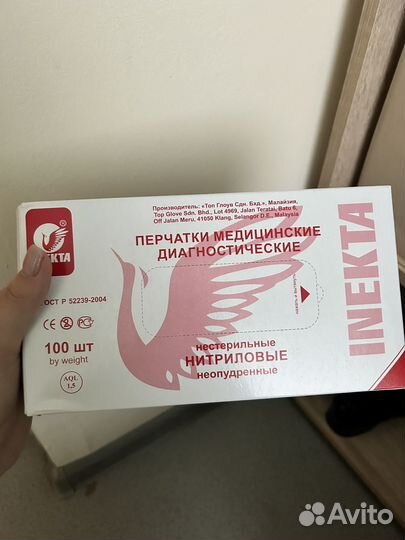 Производитель: «Топ Глоув Сдн. Бхд.», Малайзия,
Top Glove Sdn. Bhd., Lot 4969, Jalan Teratai, Batu 6,
Off Jalan Meru, 41050 Klang, Selangor D.E., Malaysia
ПЕРЧАТКИ МЕДИЦИНСКИЕ
ДИАГНОСТИЧЕСКИЕ
ГОСТ Р 52239-2004
100 шт
by weight
AQL
1,5
нестерильные
НИТРИЛОВЫЕ
неопудренные
INEKTA
Avito